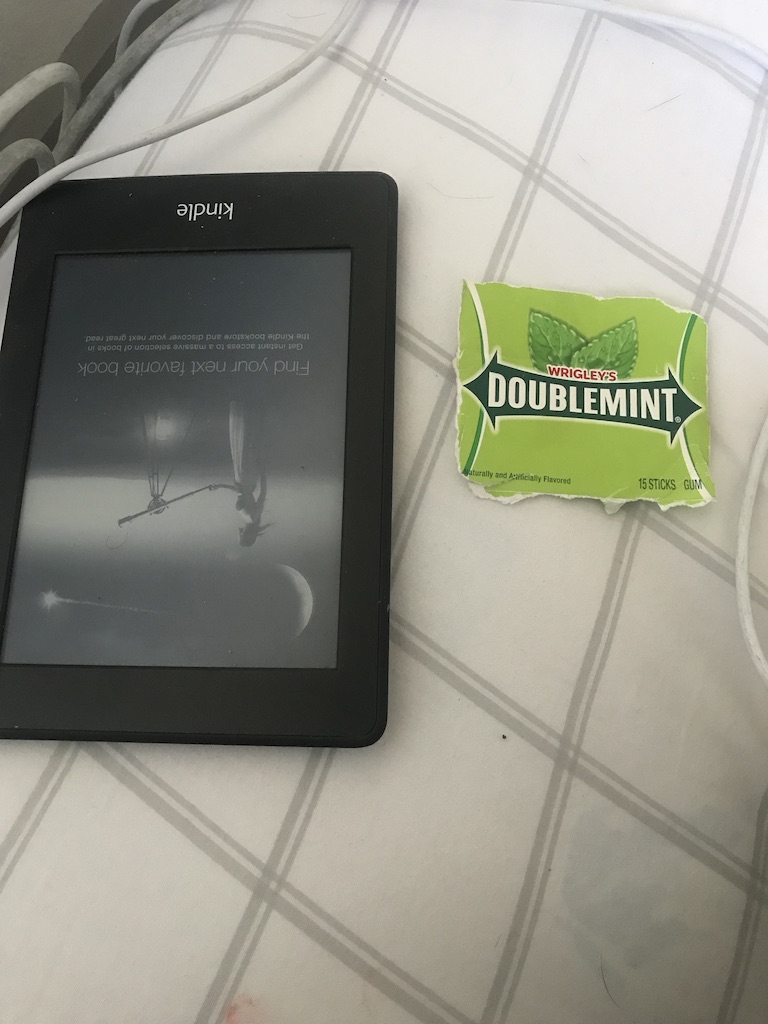 kindle
Find your next favorite book
Get instant access to a massive selection of books in
the Kindle bookstore and discover your next great read.
WRIGLEY'S
DOUBLEMINT®
Naturally and Artificially Flavored
15 STICKS GUM